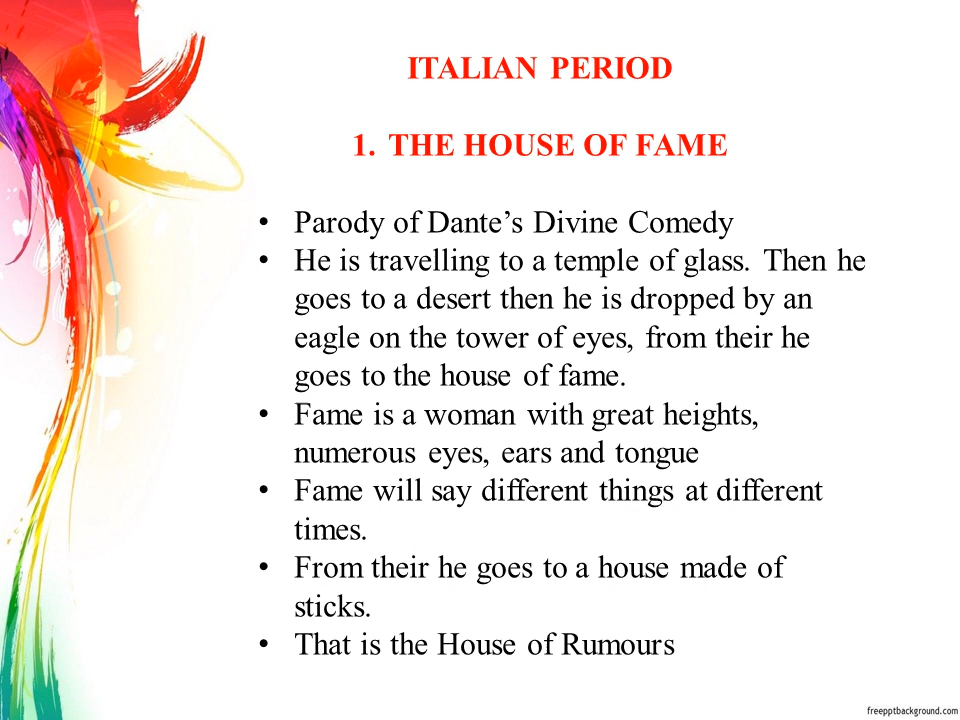 ITALIAN PERIOD
1. THE HOUSE OF FAME
• Parody of Dante’s Divine Comedy
• He is travelling to a temple of glass. Then he
goes to a desert then he is dropped by an
eagle on the tower of eyes, from their he
goes to the house of fame.
• Fame is a woman with great heights,
numerous eyes, ears and tongue
• Fame will say different things at different
times.
• From their he goes to a house made of
sticks.
• That is the House of Rumours
freepptbackground.com